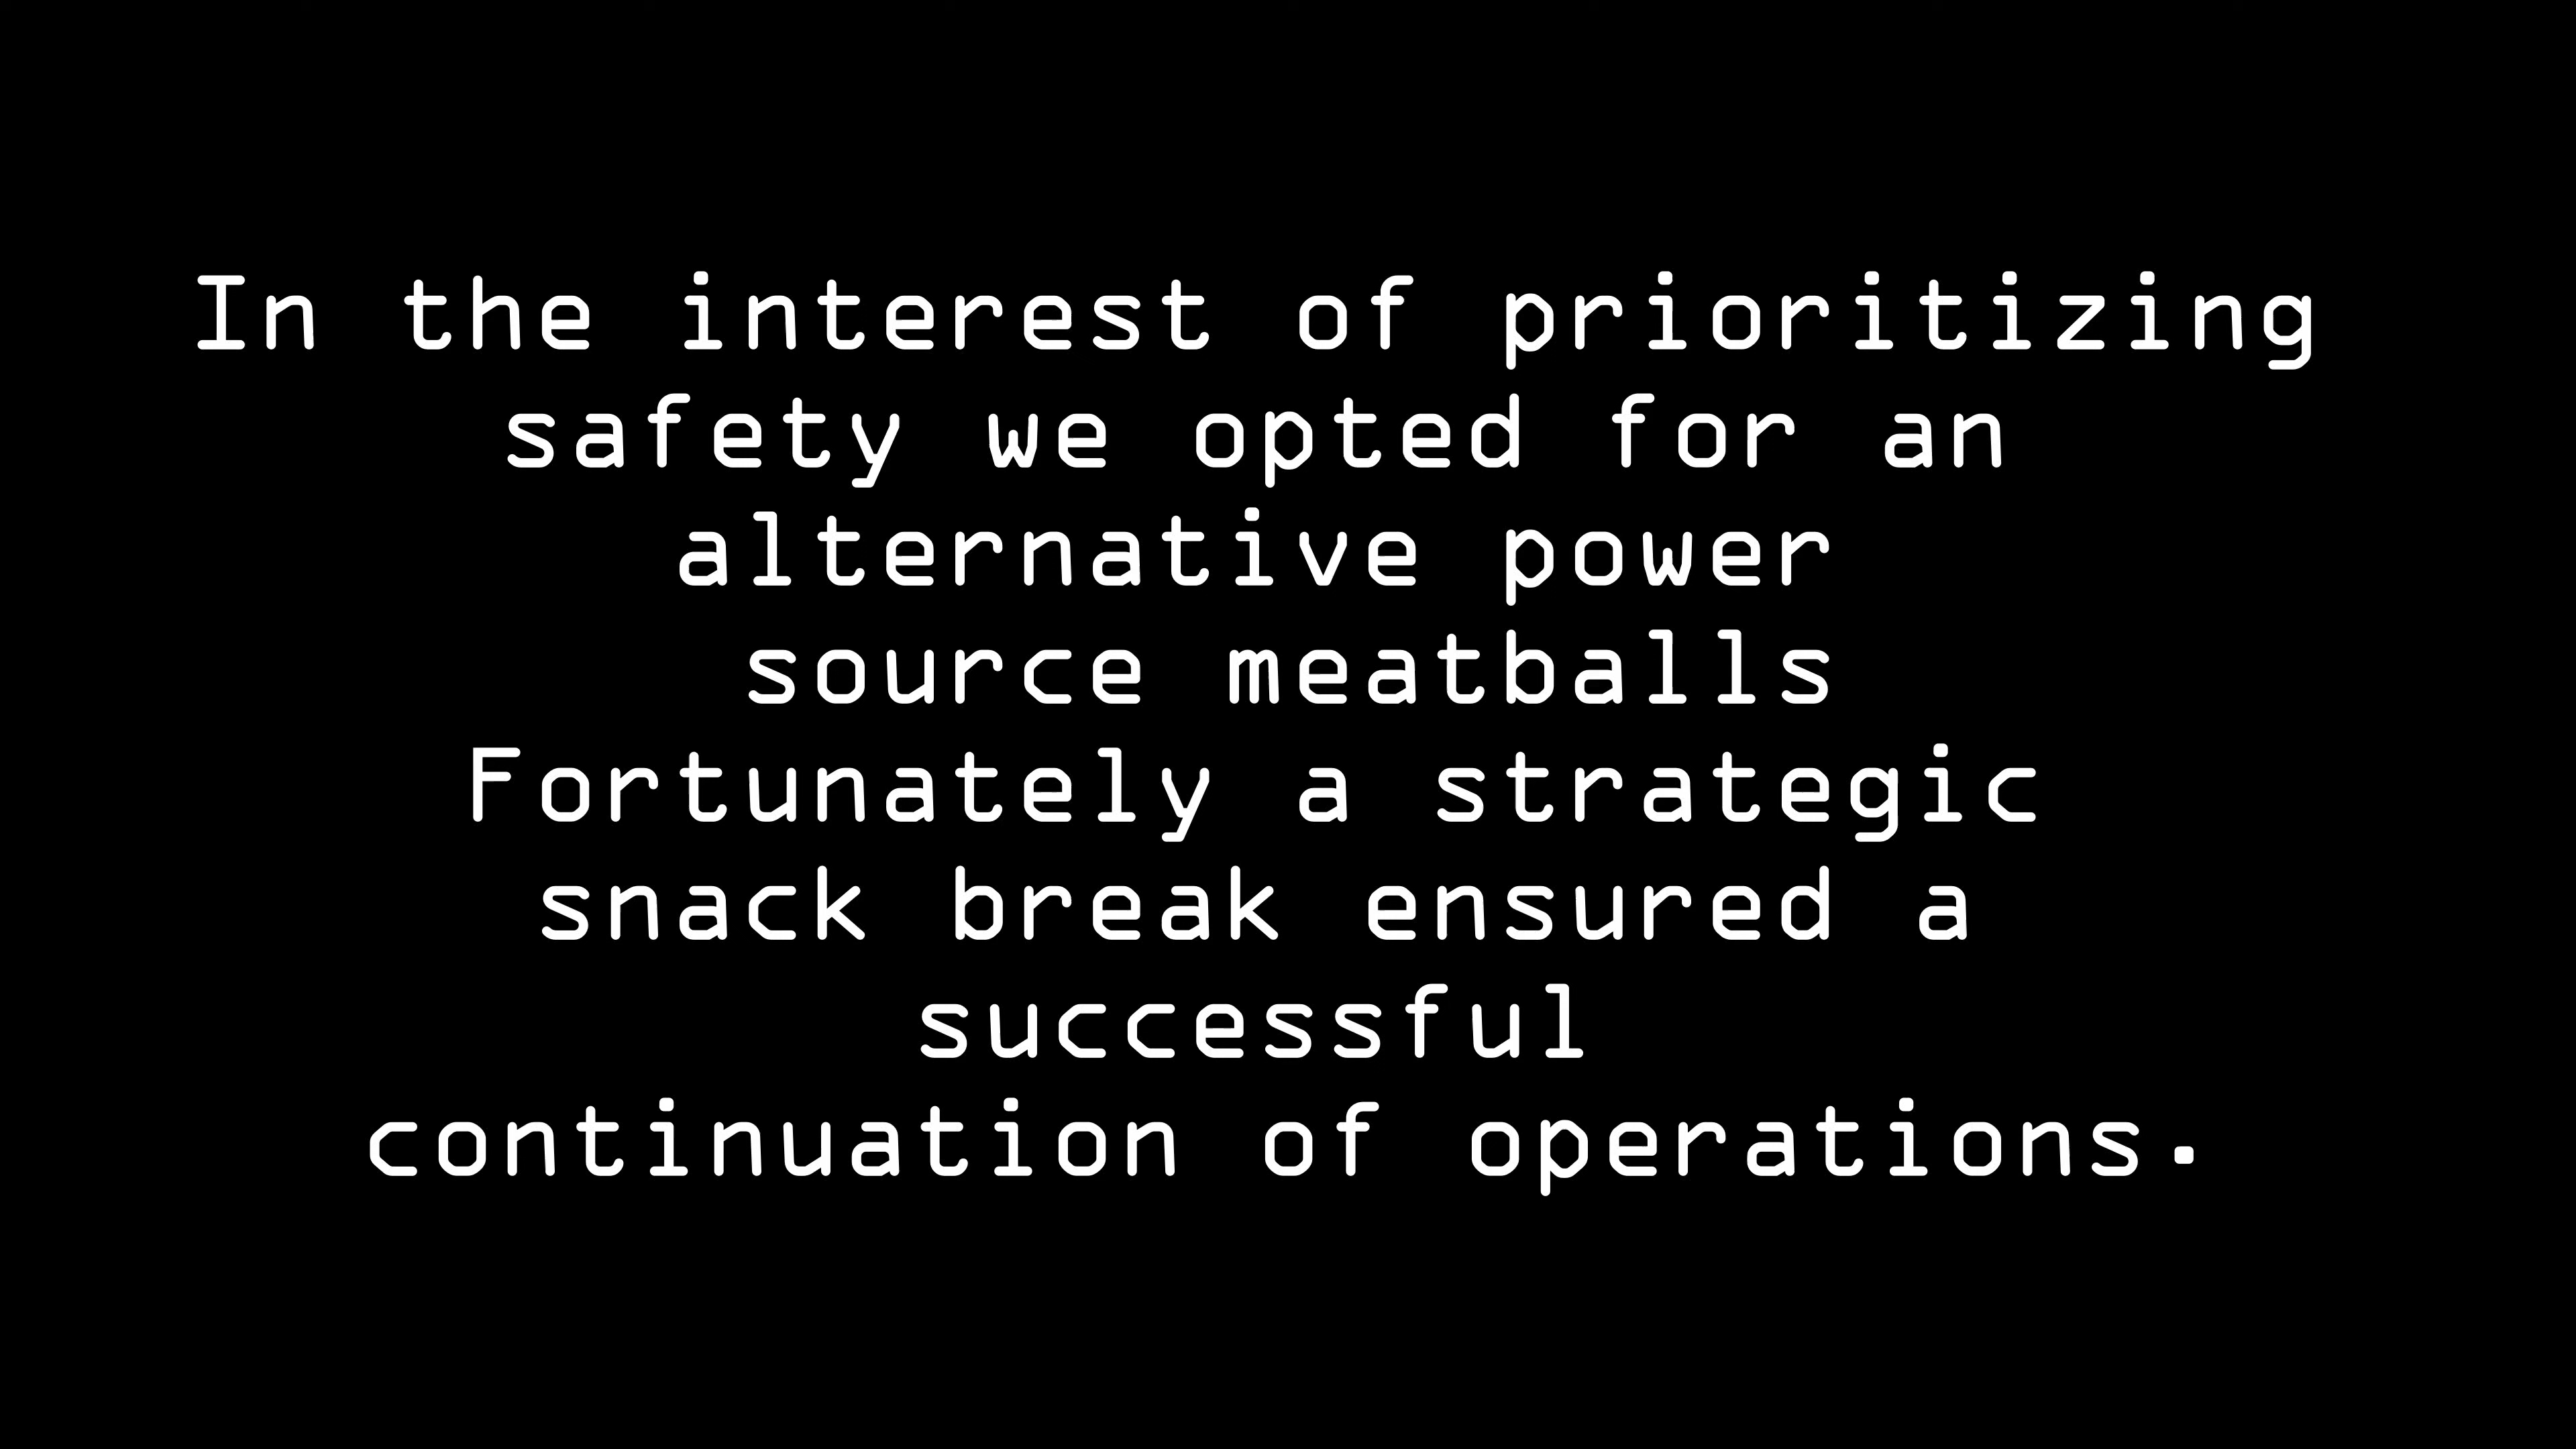 In the interest of prioritizing
safety we opted for an
alternative power
source meatballs
Fortunately a strategic
snack break ensured a
successful
continuation of operations.